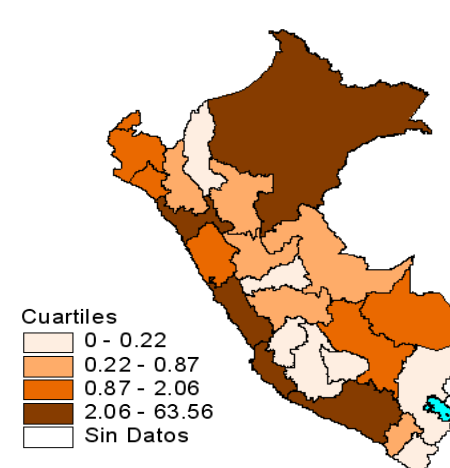 Cuartiles
0 - 0.22
0.22 - 0.87
0.87 - 2.06
2.06 - 63.56
Sin Datos